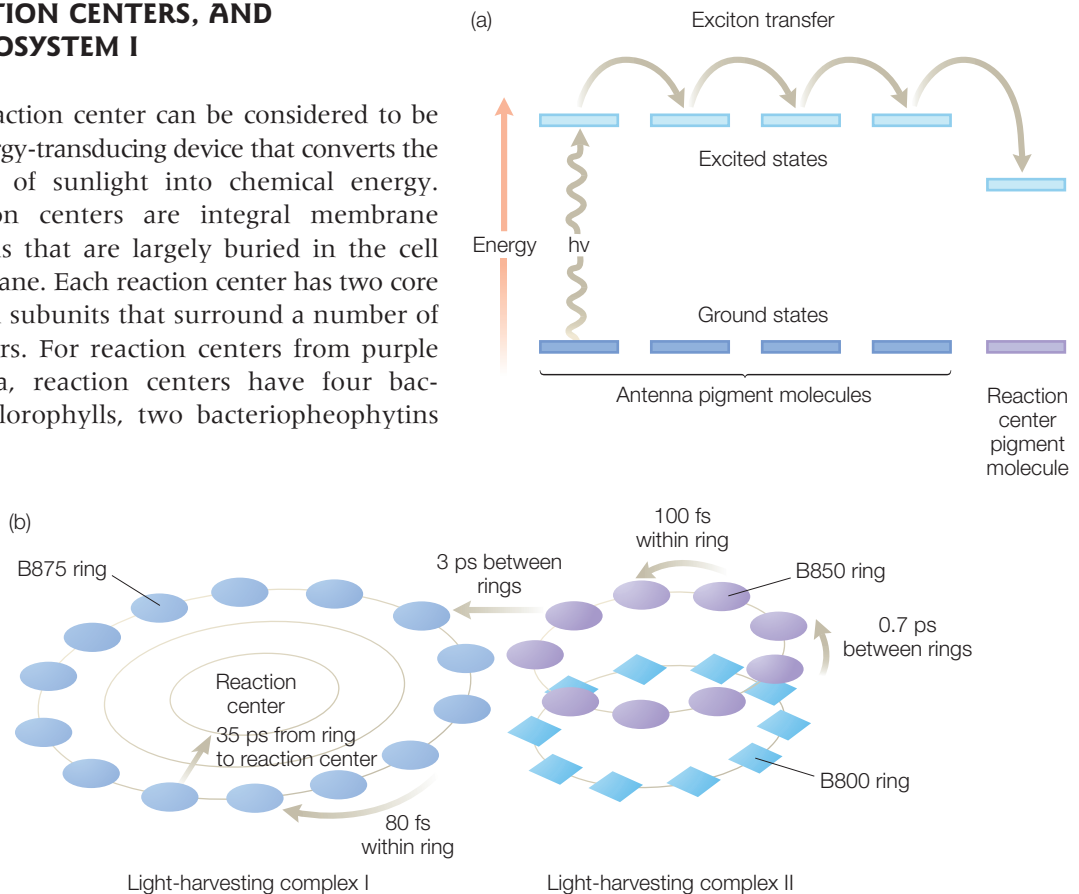 TION CENTERS, AND
OSYSTEM I
action center can be considered to be
rgy-transducing device that converts the
of sunlight into chemical energy.
on centers are integral membrane
s that are largely buried in the cell
ane. Each reaction center has two core
subunits that surround a number of
rs. For reaction centers from purple
a, reaction centers have four bac-
lorophylls, two bacteriopheophytins
(a)
Exciton transfer
Excited states
Energy
hν
Ground states
Antenna pigment molecules
Reaction
center
pigment
molecule
(b)
B875 ring
3 ps between
rings
100 fs
within ring
B850 ring
0.7 ps
between rings
Reaction
center
35 ps from ring
to reaction center
B800 ring
80 fs
within ring
Light-harvesting complex I
Light-harvesting complex II